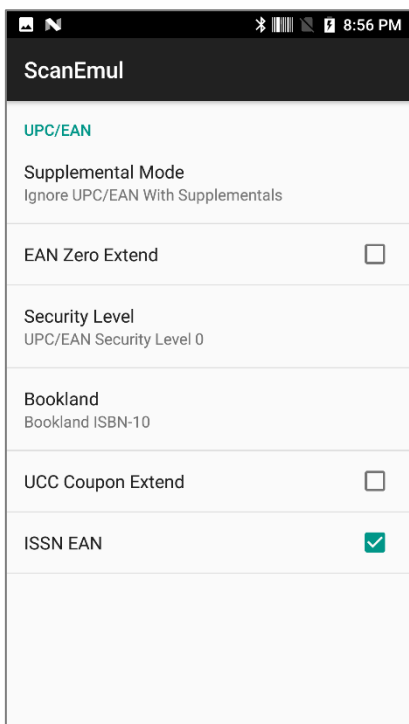 8:56 PM
ScanEmul
UPC/EAN
Supplemental Mode
Ignore UPC/EAN With Supplementals
EAN Zero Extend
Security Level
UPC/EAN Security Level 0
Bookland
Bookland ISBN-10
UCC Coupon Extend
ISSN EAN